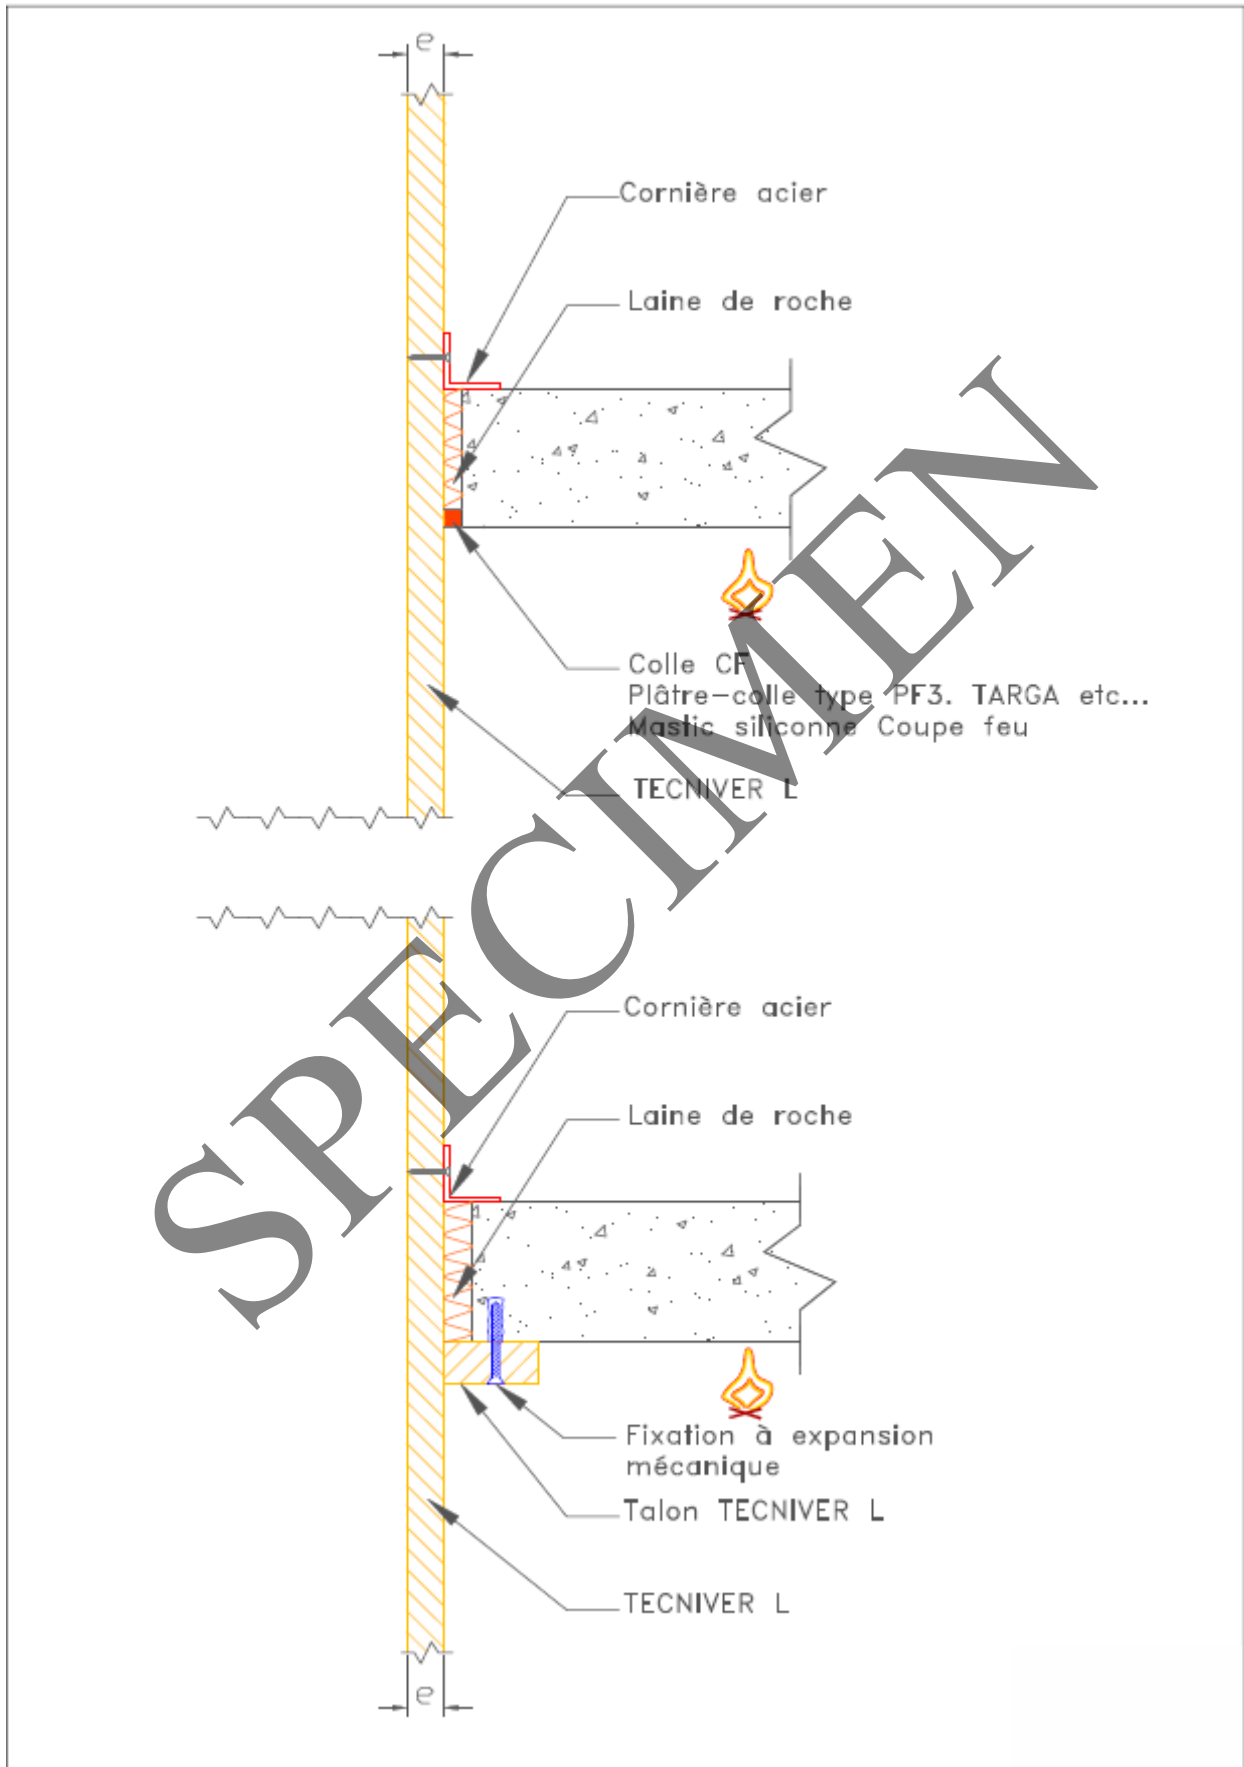 e
Cornière acier
Laine de roche
Colle CF
Plâtre-colle type PF3. TARGA etc...
Mastic siliconne Coupe feu
TECNIVER L
SPECIMEN
Cornière acier
Laine de roche
Fixation à expansion
mécanique
Talon TECNIVER L
TECNIVER L
e